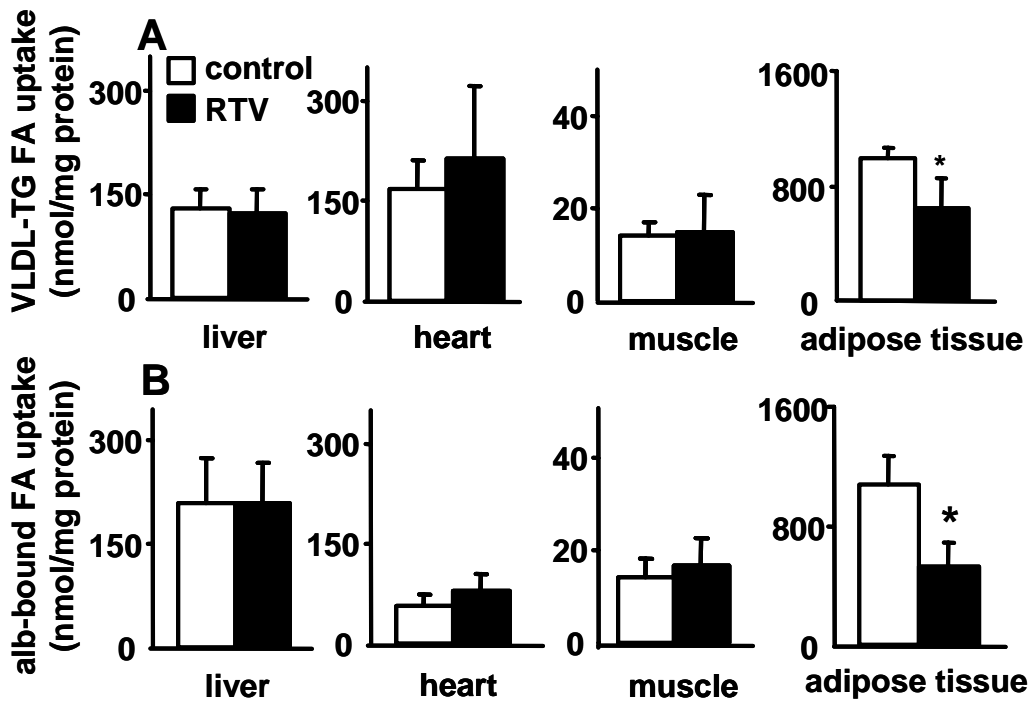 A
VLDL-TG FA uptake
(nmol/mg protein)
control
RTV
300
150
0
liver
300
150
0
heart
40
20
0
muscle
1600
800
0
*
adipose tissue
B
alb-bound FA uptake
(nmol/mg protein)
300
150
0
liver
300
150
0
heart
40
20
0
muscle
1600
800
0
*
adipose tissue